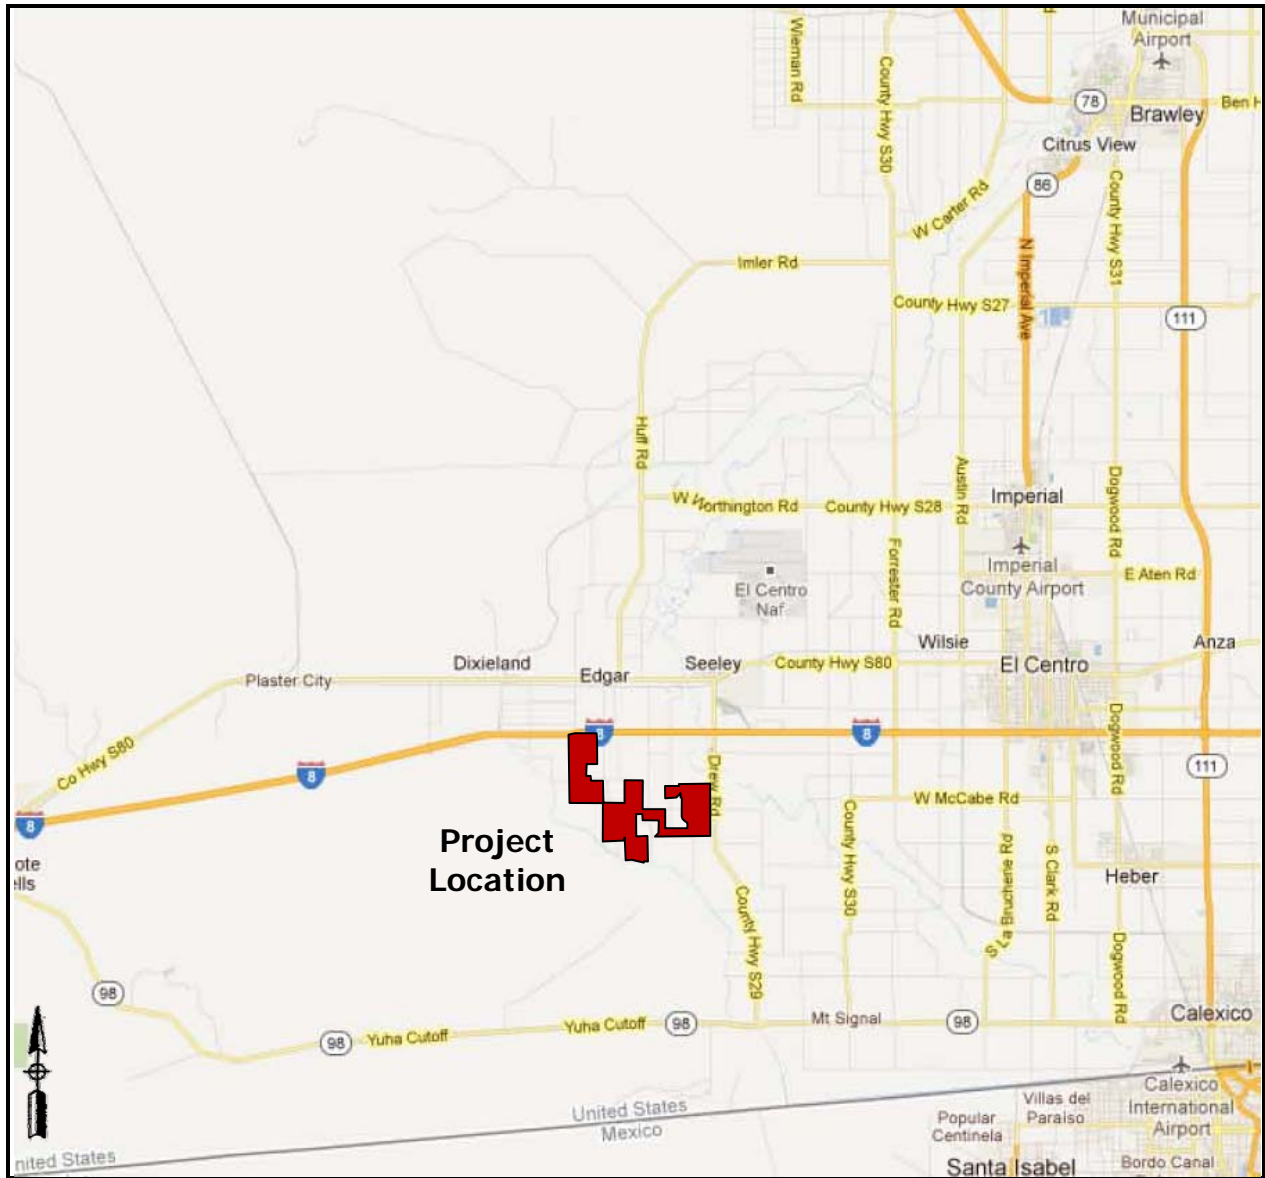 Municipal
Airport
Wieman Rd
County Hwy S30
78
Brawley
Ben H
Citrus View
86
W Carter Rd
County Hwy S31
N Imperial Ave
Imler Rd
County Hwy S27
111
Huff Rd
Austin Rd
Dogwood Rd
Imperial
W Worthington Rd
County Hwy S28
Forrester Rd
Imperial
County Airport
E Aten Rd
El Centro
Naf
Wilsie
Anza
Dixieland
Edgar
Seeley
County Hwy S80
El Centro
Plaster City
Co Hwy S80
8
8
8
8
Drew Rd
Dogwood Rd
111
W McCabe Rd
County Hwy S30
S La Bruchene Rd
S Clark Rd
Heber
Project
Location
ote
ells
County Hwy S29
Dogwood Rd
98
98
Yuha Cutoff
Yuha Cutoff
98
Mt Signal
98
Calexico
Calexico
International
Airport
United States
Mexico
Villas del
Paraiso
Popular
Centinela
Santa Isabel
Bordo Canal
nited States